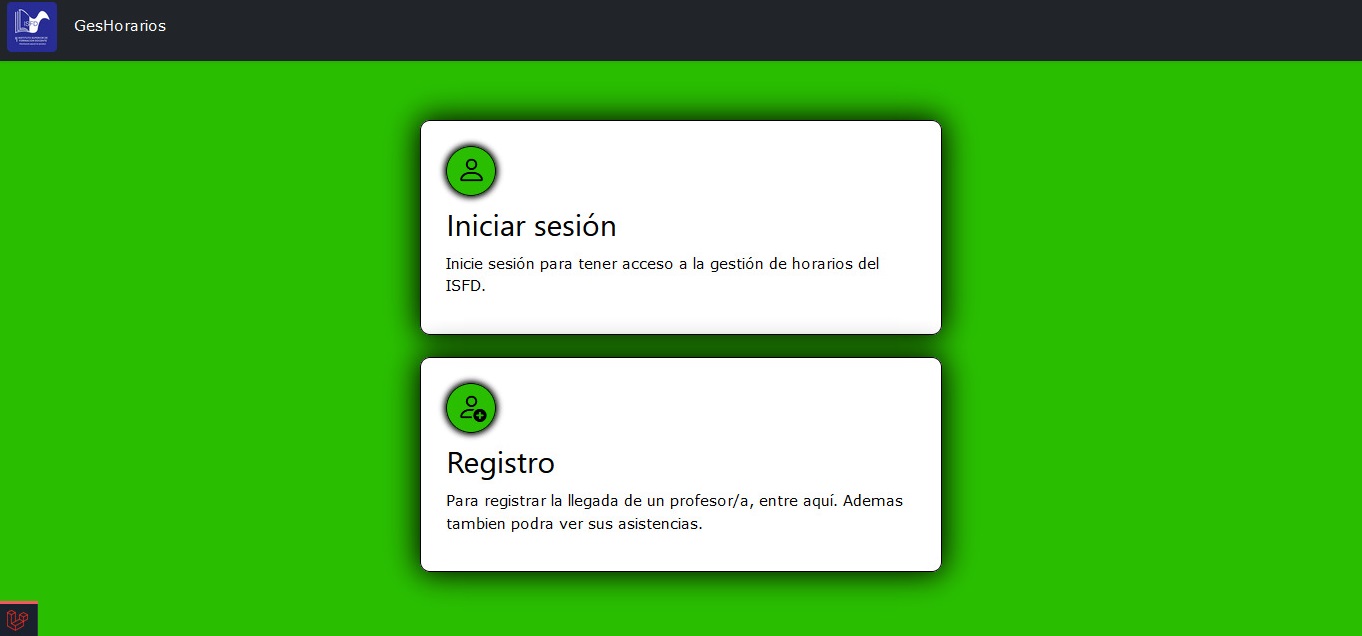 ISFD
GesHorarios
Iniciar sesión
Inicie sesión para tener acceso a la gestión de horarios del
ISFD.
Registro
Para registrar la llegada de un profesor/a, entre aquí. Ademas
tambien podra ver sus asistencias.